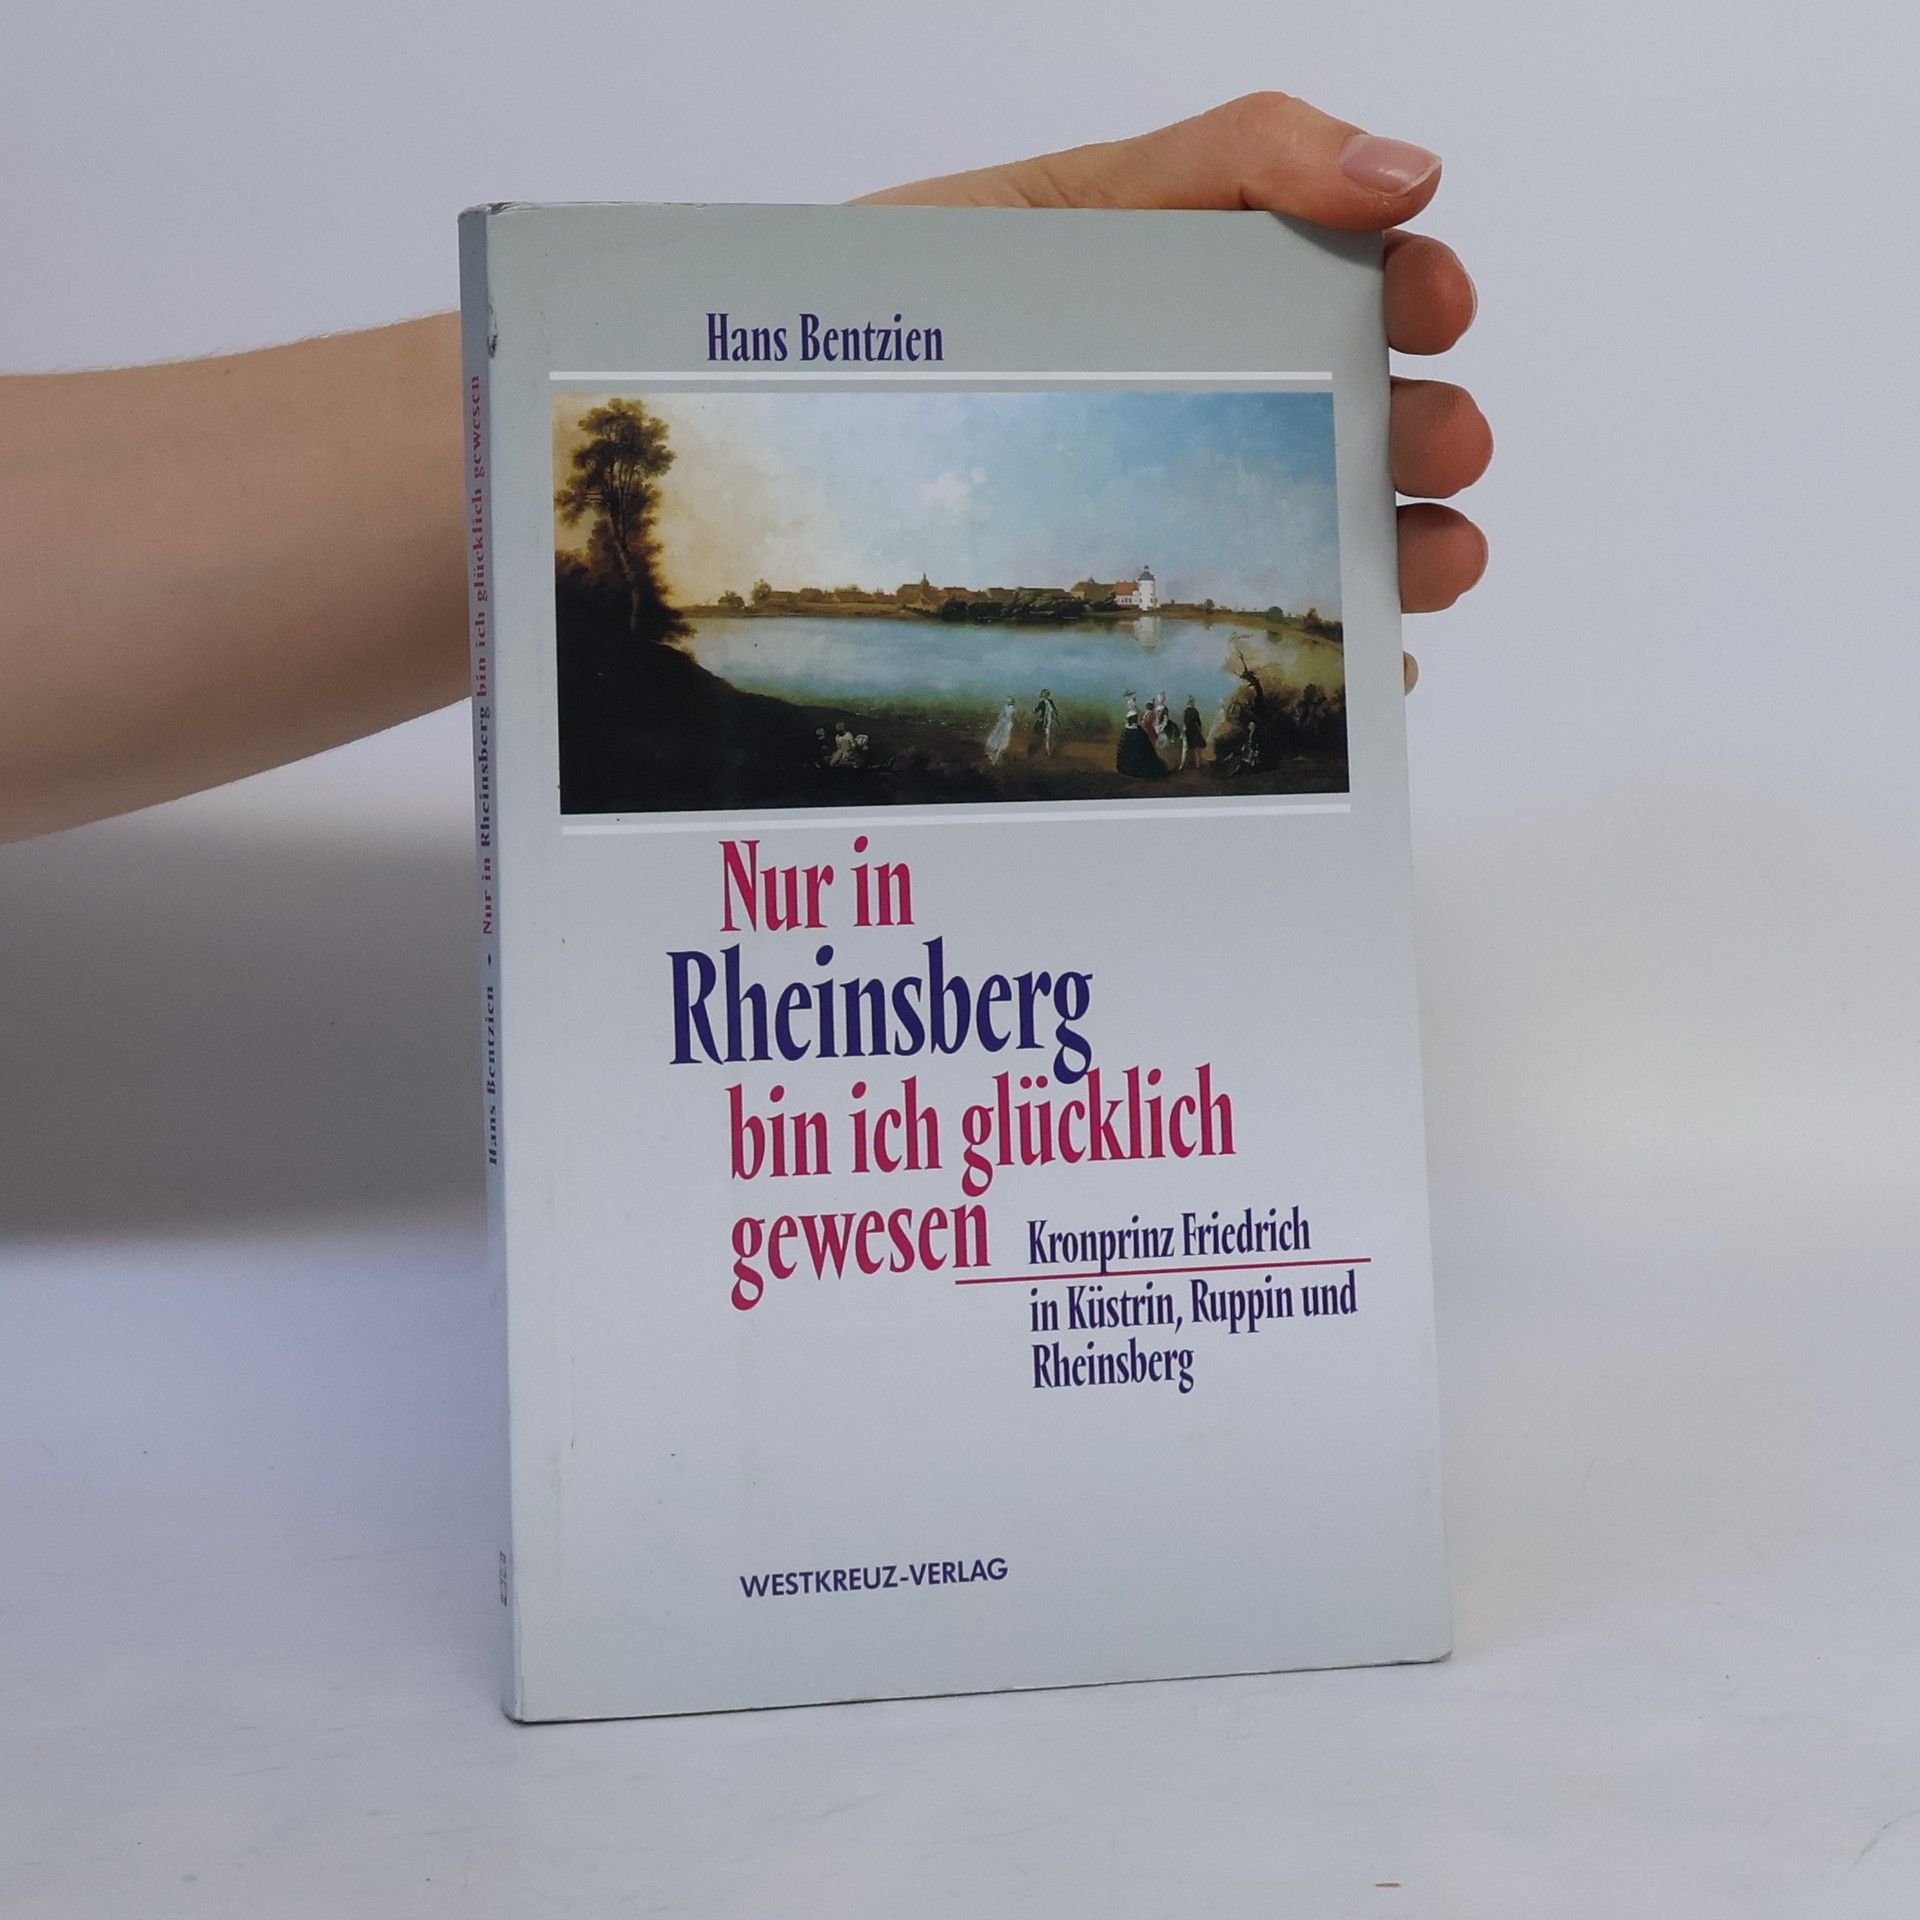 Hans Bentzien
Nur in
Rheinsberg
bin ich glücklich
gewesen
Kronprinz Friedrich
in Küstrin, Ruppin und
Rheinsberg
WESTKREUZ-VERLAG
Hans Bentzien • Nur in Rheinsberg bin ich glücklich gewesen